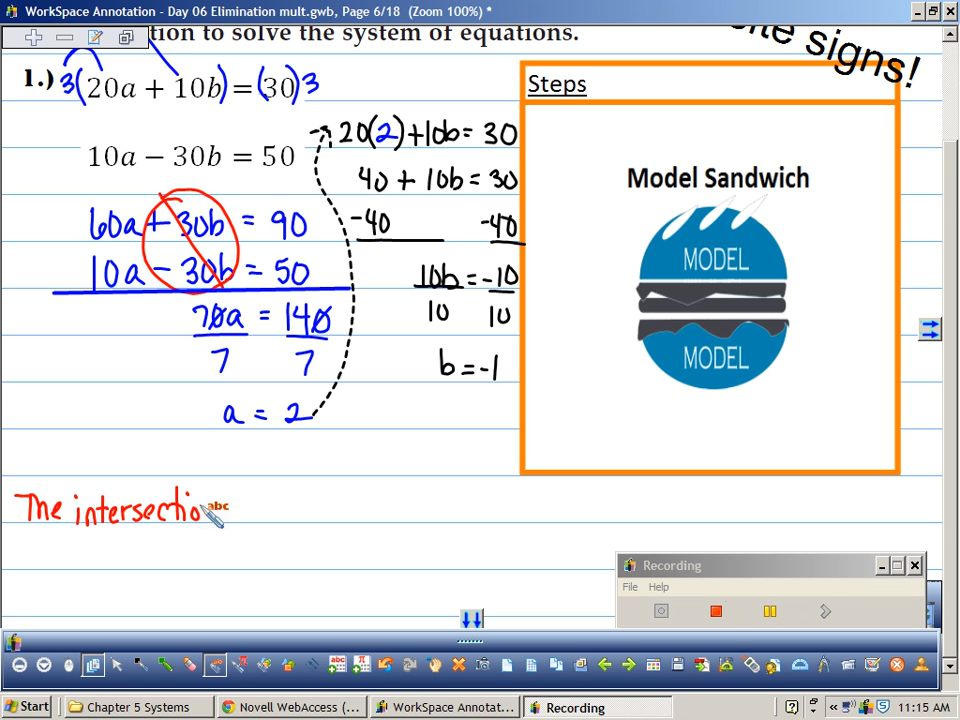 WorkSpace Annotation - Day 06 Elimination mult.gwb, Page 6/18 (Zoom 100%) *
tion to solve the system of equations.
site signs!
1.) 3(20a + 10b) = (30)3
10a − 30b = 50
60a + 30b = 90
10a − 30b = 50
70a = 140
7 7
a = 2
20(2) + 10b = 30
40 + 10b = 30
-40 -40
10b = -10
10 10
b = -1
Steps
Model Sandwich
MODEL
MODEL
The intersectio
abc
Recording
File Help
abc
Start
Chapter 5 Systems
Novell WebAccess (...
WorkSpace Annotat...
Recording
11:15 AM